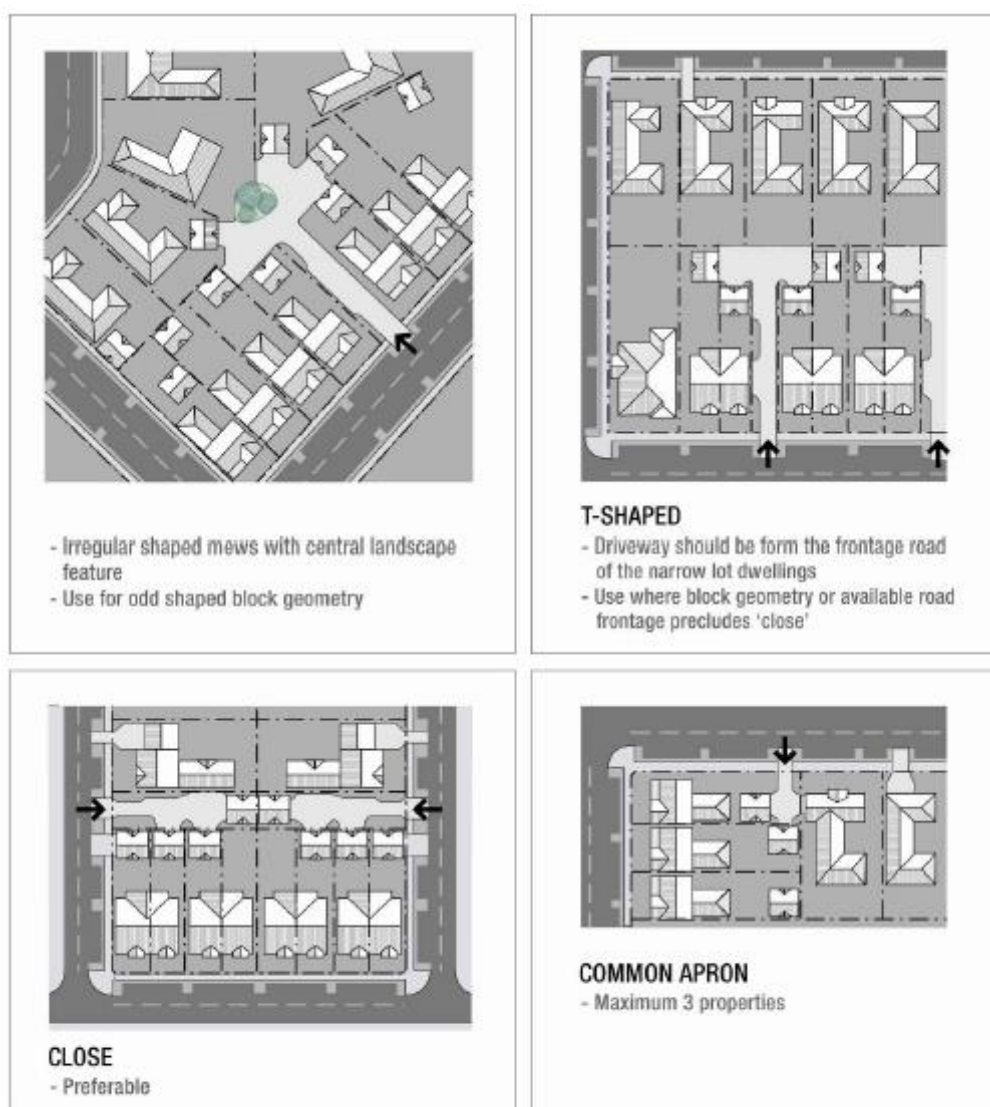 - Irregular shaped mews with central landscape
feature
- Use for odd shaped block geometry
T-SHAPED
- Driveway should be form the frontage road
of the narrow lot dwellings
- Use where block geometry or available road
frontage precludes ‘close’
CLOSE
- Preferable
COMMON APRON
- Maximum 3 properties